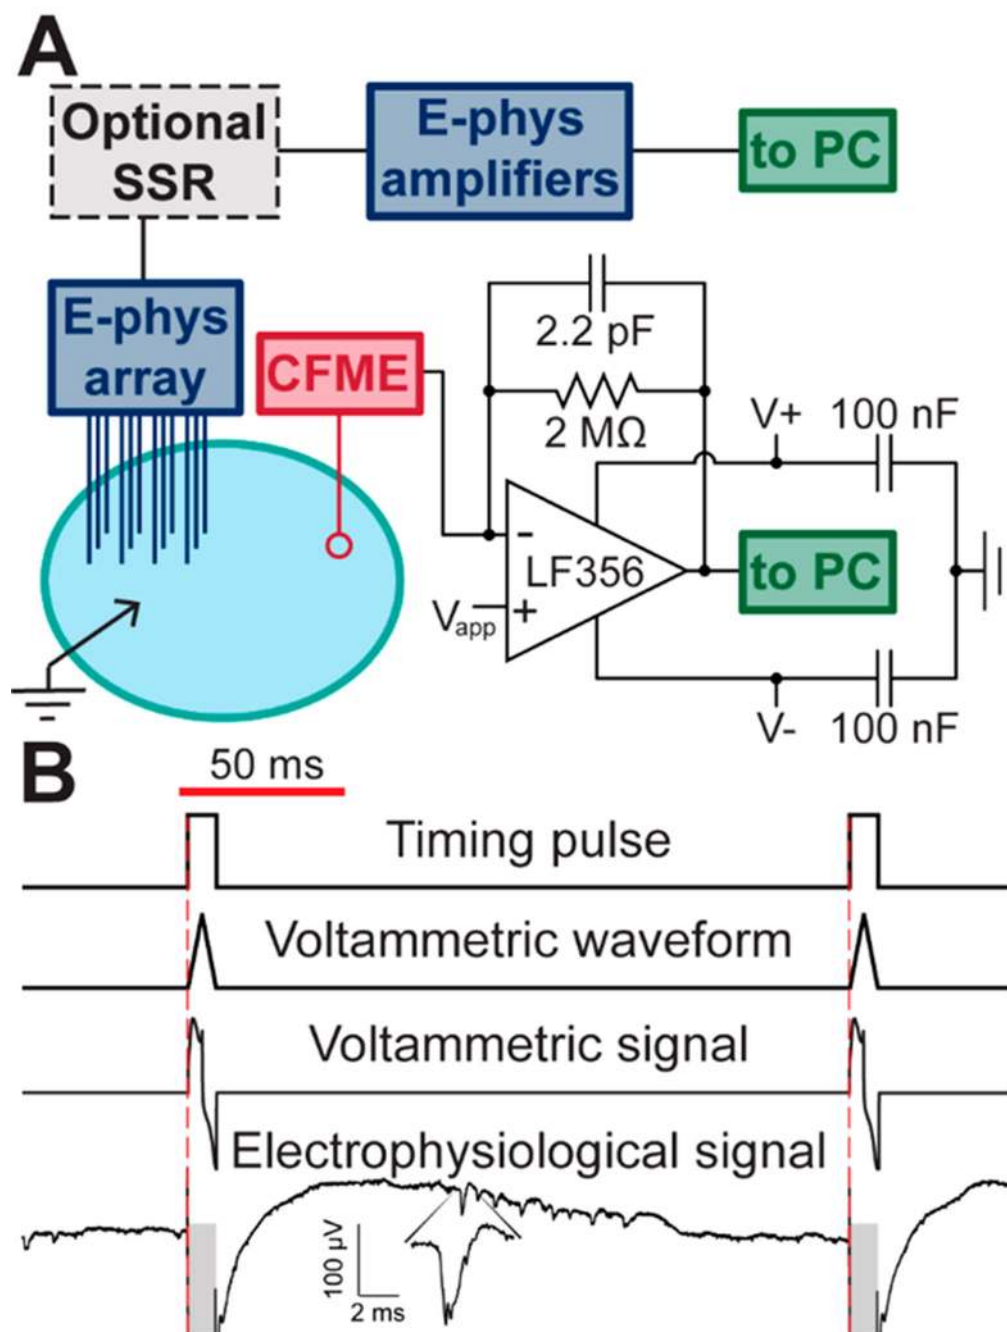 A
Optional
SSR
E-phys
amplifiers
to PC
E-phys
array
CFME
2.2 pF
2 MΩ
V+
100 nF
-
LF356
to PC
Vapp
+
V-
100 nF
B
50 ms
Timing pulse
Voltammetric waveform
Voltammetric signal
Electrophysiological signal
100 µV
2 ms